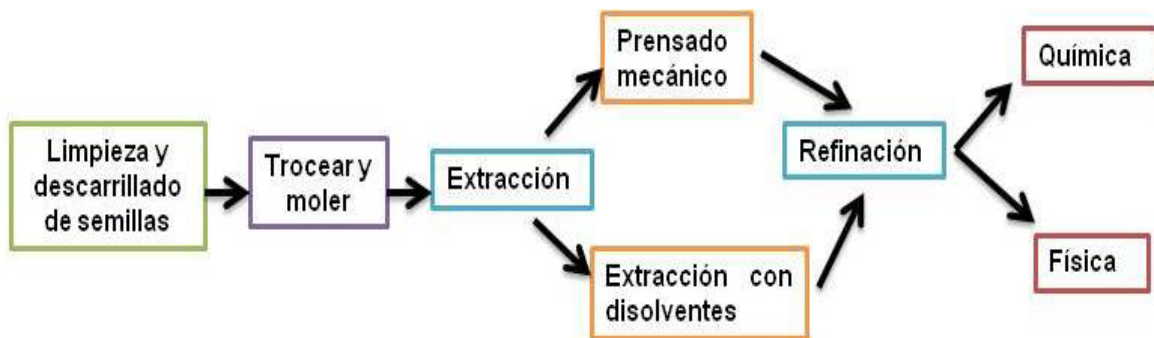 Limpieza y
descarrillado
de semillas
Trocear y
moler
Extracción
Prensado
mecánico
Extracción con
disolventes
Refinación
Química
Física